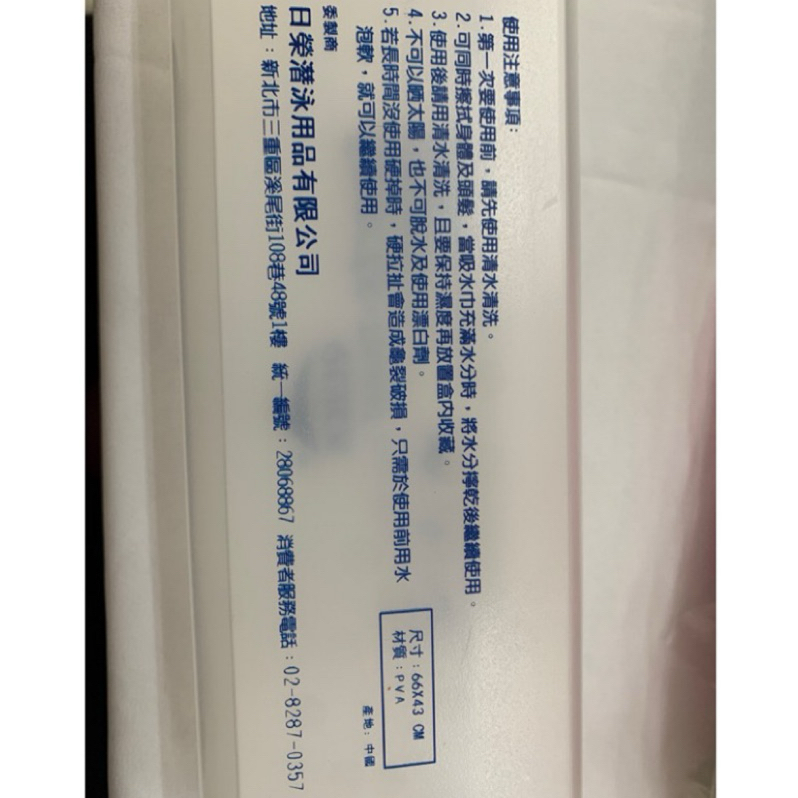 使用注意事項：
1.第一次要使用前，請先使用清水清洗。
2.可同時擦拭身體及頭髮，當吸水巾充滿水分時，將水分擰乾後繼續使用。
3.使用後請用清水清洗，且要保持濕度再放置盒內收藏。
4.不可以晒太陽，也不可脫水及使用漂白劑。
5.若長時間沒使用硬掉時，硬拉扯會造成龜裂破損，只需於使用前用水
泡軟，就可以繼續使用。
尺寸：66X43 CM
材質：PVA
產地：中國
委製商
日榮潛泳用品有限公司
地址：新北市三重區溪尾街108巷48號1樓 統一編號：28068867 消費者服務電話：02-8287-0357